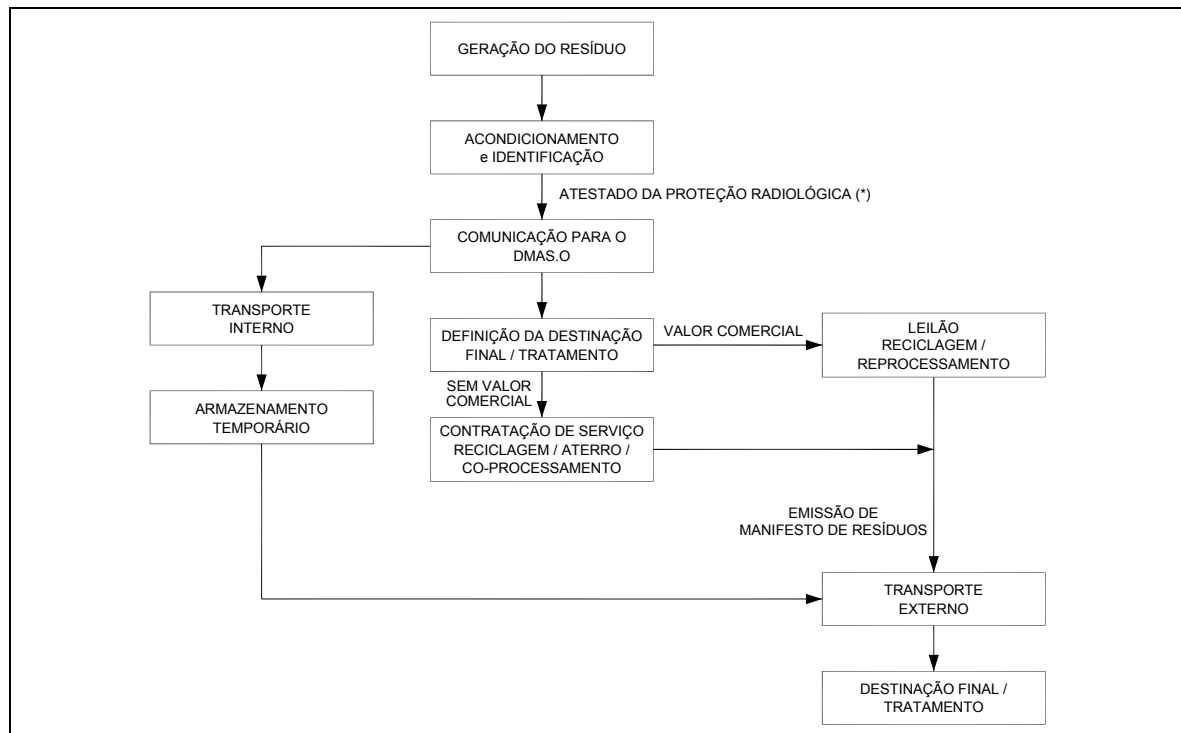 GERAÇÃO DO RESÍDUO
ACONDICIONAMENTO
e IDENTIFICAÇÃO
ATESTADO DA PROTEÇÃO RADIOLÓGICA (*)
COMUNICAÇÃO PARA O
DMAS.O
TRANSPORTE
INTERNO
DEFINIÇÃO DA DESTINAÇÃO
FINAL / TRATAMENTO
VALOR COMERCIAL
LEILÃO
RECICLAGEM /
REPROCESSAMENTO
SEM VALOR
COMERCIAL
ARMAZENAMENTO
TEMPORÁRIO
CONTRATAÇÃO DE SERVIÇO
RECICLAGEM / ATERRO /
CO-PROCESSAMENTO
EMISSÃO DE
MANIFESTO DE RESÍDUOS
TRANSPORTE
EXTERNO
DESTINAÇÃO FINAL /
TRATAMENTO